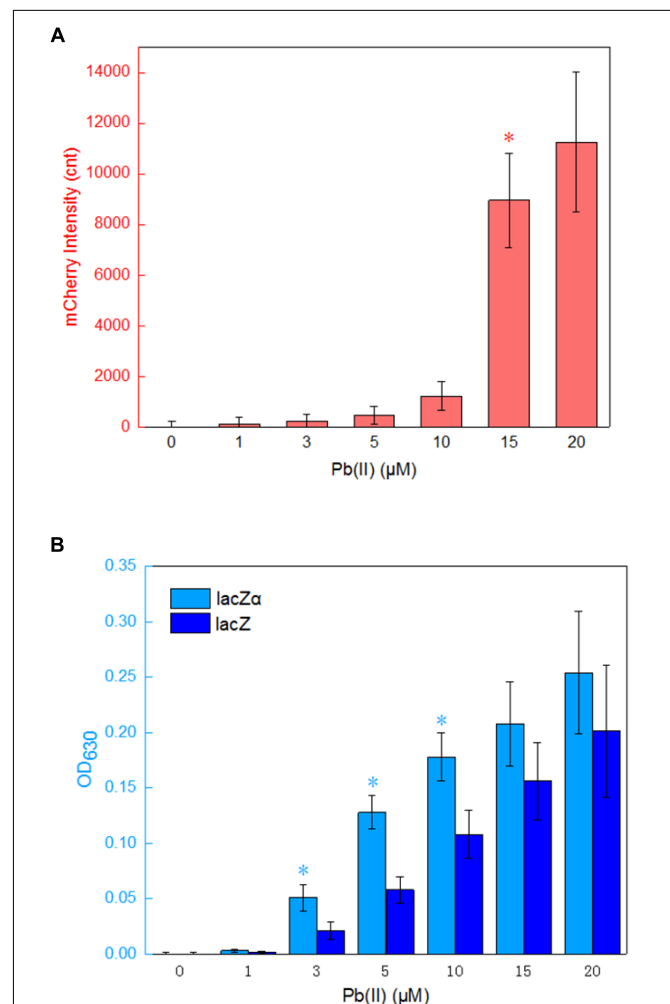 A
14000
12000
10000
8000
6000
4000
2000
0
mCherry Intensity (cnt)
*
0 1 3 5 10 15 20
Pb(II) (µM)
B
0.35
0.30
0.25
0.20
0.15
0.10
0.05
0.00
OD630
lacZα
lacZ
* * *
0 1 3 5 10 15 20
Pb(II) (µM)